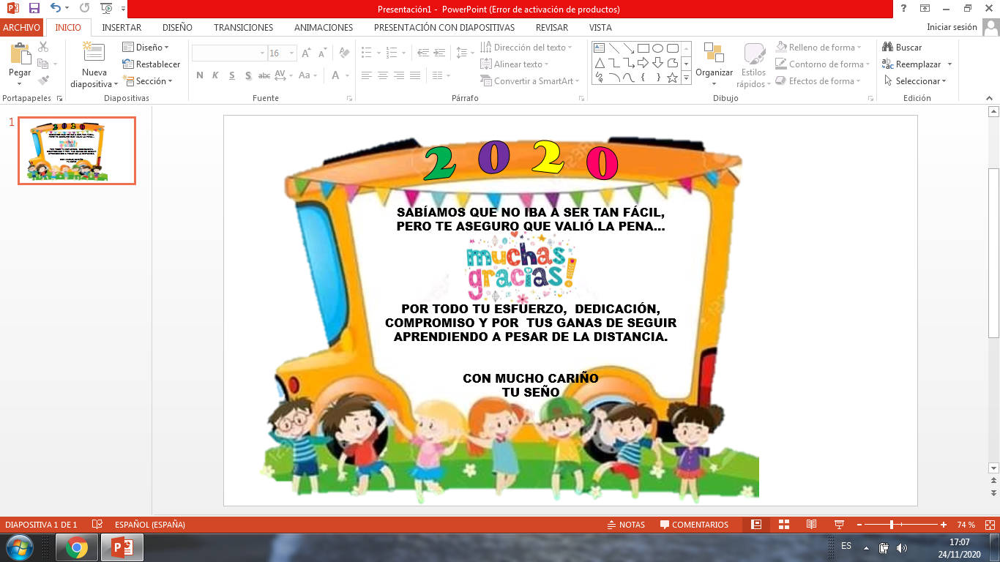 Presentación1 - PowerPoint (Error de activación de productos)
ARCHIVO INICIO INSERTAR DISEÑO TRANSICIONES ANIMACIONES PRESENTACIÓN CON DIAPOSITIVAS REVISAR VISTA Iniciar sesión
Pegar
Portapapeles
Nueva diapositiva
Diseño
Restablecer
Sección
Diapositivas
16
N K S S abc AV Aa A
Fuente
Dirección del texto
Alinear texto
Convertir a SmartArt
Párrafo
Organizar
Estilos rápidos
Relleno de forma
Contorno de forma
Efectos de forma
Dibujo
Buscar
Reemplazar
Seleccionar
Edición
1
2020
SABÍAMOS QUE NO IBA A SER TAN FÁCIL,
PERO TE ASEGURO QUE VALIÓ LA PENA...
muchas
gracias!
POR TODO TU ESFUERZO, DEDICACIÓN,
COMPROMISO Y POR TUS GANAS DE SEGUIR
APRENDIENDO A PESAR DE LA DISTANCIA.
CON MUCHO CARIÑO
TU SEÑO
DIAPOSITIVA 1 DE 1 ESPAÑOL (ESPAÑA) NOTAS COMENTARIOS 74 %
ES 17:07
24/11/2020